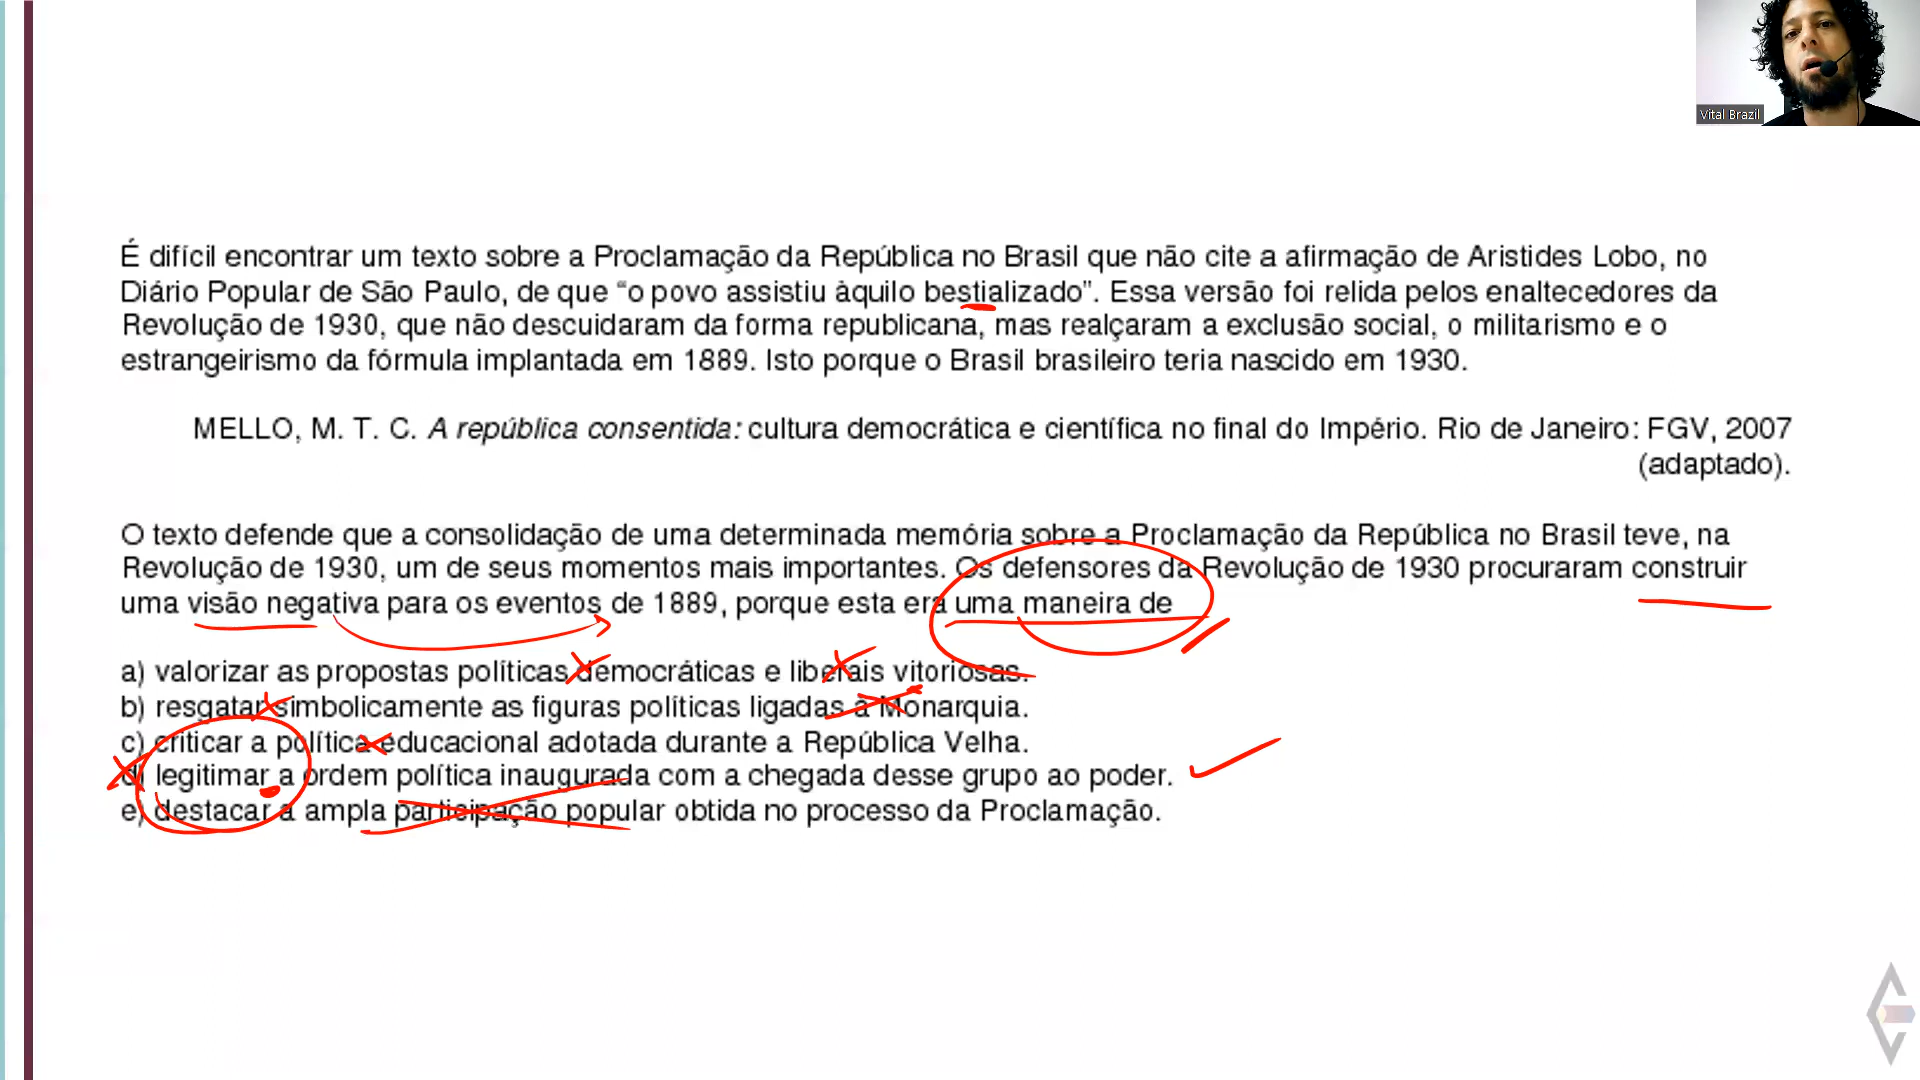 Vital Brazil
É difícil encontrar um texto sobre a Proclamação da República no Brasil que não cite a afirmação de Aristides Lobo, no
Diário Popular de São Paulo, de que “o povo assistiu àquilo bestializado”. Essa versão foi relida pelos enaltecedores da
Revolução de 1930, que não descuidaram da forma republicana, mas realçaram a exclusão social, o militarismo e o
estrangeirismo da fórmula implantada em 1889. Isto porque o Brasil brasileiro teria nascido em 1930.
MELLO, M. T. C. A república consentida: cultura democrática e científica no final do Império. Rio de Janeiro: FGV, 2007
(adaptado).
O texto defende que a consolidação de uma determinada memória sobre a Proclamação da República no Brasil teve, na
Revolução de 1930, um de seus momentos mais importantes. Os defensores da Revolução de 1930 procuraram construir
uma visão negativa para os eventos de 1889, porque esta era uma maneira de
a) valorizar as propostas políticas democráticas e liberais vitoriosas.
b) resgatar simbolicamente as figuras políticas ligadas à Monarquia.
c) criticar a política educacional adotada durante a República Velha.
d) legitimar a ordem política inaugurada com a chegada desse grupo ao poder.
e) destacar a ampla participação popular obtida no processo da Proclamação.